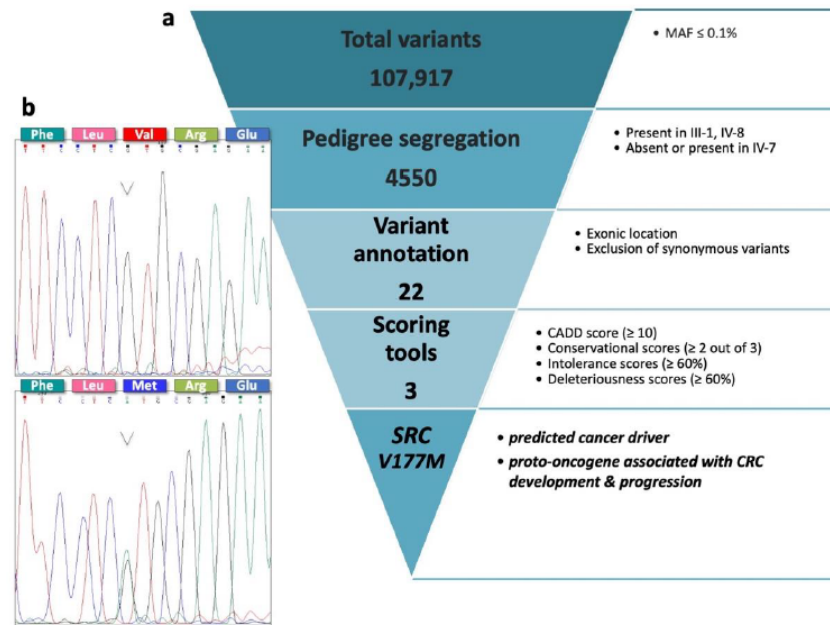 a
Total variants
107,917
• MAF ≤ 0.1%
Pedigree segregation
4550
• Present in III-1, IV-8
• Absent or present in IV-7
Variant
annotation
22
• Exonic location
• Exclusion of synonymous variants
Scoring
tools
3
• CADD score (≥ 10)
• Conservational scores (≥ 2 out of 3)
• Intolerance scores (≥ 60%)
• Deleteriousness scores (≥ 60%)
SRC
V177M
• predicted cancer driver
• proto-oncogene associated with CRC
development & progression
b
Phe Leu Val Arg Glu
Phe Leu Met Arg Glu